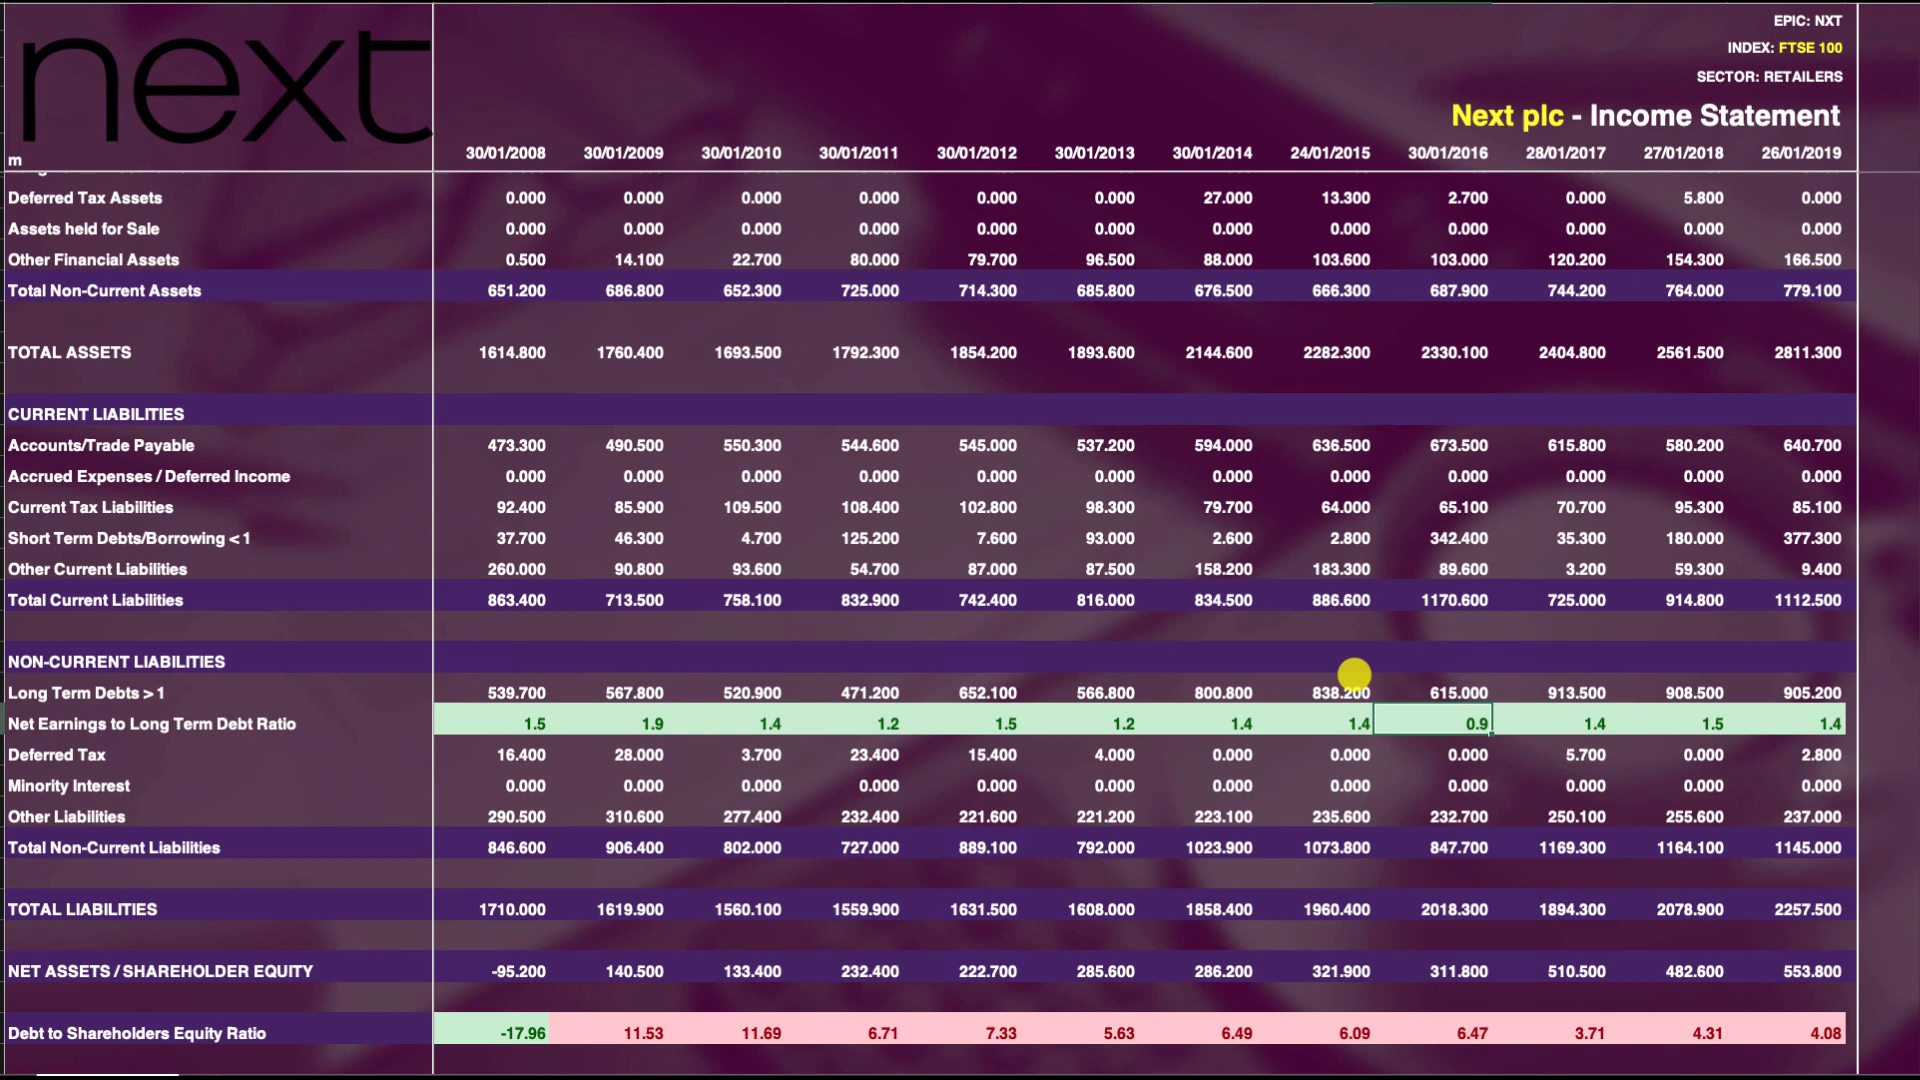 next
EPIC: NXT
INDEX: FTSE 100
SECTOR: RETAILERS
Next plc - Income Statement
m 30/01/2008 30/01/2009 30/01/2010 30/01/2011 30/01/2012 30/01/2013 30/01/2014 24/01/2015 30/01/2016 28/01/2017 27/01/2018 26/01/2019
Deferred Tax Assets 0.000 0.000 0.000 0.000 0.000 0.000 27.000 13.300 2.700 0.000 5.800 0.000
Assets held for Sale 0.000 0.000 0.000 0.000 0.000 0.000 0.000 0.000 0.000 0.000 0.000 0.000
Other Financial Assets 0.500 14.100 22.700 80.000 79.700 96.500 88.000 103.600 103.000 120.200 154.300 166.500
Total Non-Current Assets 651.200 686.800 652.300 725.000 714.300 685.800 676.500 666.300 687.900 744.200 764.000 779.100
TOTAL ASSETS 1614.800 1760.400 1693.500 1792.300 1854.200 1893.600 2144.600 2282.300 2330.100 2404.800 2561.500 2811.300
CURRENT LIABILITIES
Accounts/Trade Payable 473.300 490.500 550.300 544.600 545.000 537.200 594.000 636.500 673.500 615.800 580.200 640.700
Accrued Expenses / Deferred Income 0.000 0.000 0.000 0.000 0.000 0.000 0.000 0.000 0.000 0.000 0.000 0.000
Current Tax Liabilities 92.400 85.900 109.500 108.400 102.800 98.300 79.700 64.000 65.100 70.700 95.300 85.100
Short Term Debts/Borrowing < 1 37.700 46.300 4.700 125.200 7.600 93.000 2.600 2.800 342.400 35.300 180.000 377.300
Other Current Liabilities 260.000 90.800 93.600 54.700 87.000 87.500 158.200 183.300 89.600 3.200 59.300 9.400
Total Current Liabilities 863.400 713.500 758.100 832.900 742.400 816.000 834.500 886.600 1170.600 725.000 914.800 1112.500
NON-CURRENT LIABILITIES
Long Term Debts > 1 539.700 567.800 520.900 471.200 652.100 566.800 800.800 838.200 615.000 913.500 908.500 905.200
Net Earnings to Long Term Debt Ratio 1.5 1.9 1.4 1.2 1.5 1.2 1.4 1.4 0.9 1.4 1.5 1.4
Deferred Tax 16.400 28.000 3.700 23.400 15.400 4.000 0.000 0.000 0.000 5.700 0.000 2.800
Minority Interest 0.000 0.000 0.000 0.000 0.000 0.000 0.000 0.000 0.000 0.000 0.000 0.000
Other Liabilities 290.500 310.600 277.400 232.400 221.600 221.200 223.100 235.600 232.700 250.100 255.600 237.000
Total Non-Current Liabilities 846.600 906.400 802.000 727.000 889.100 792.000 1023.900 1073.800 847.700 1169.300 1164.100 1145.000
TOTAL LIABILITIES 1710.000 1619.900 1560.100 1559.900 1631.500 1608.000 1858.400 1960.400 2018.300 1894.300 2078.900 2257.500
NET ASSETS / SHAREHOLDER EQUITY -95.200 140.500 133.400 232.400 222.700 285.600 286.200 321.900 311.800 510.500 482.600 553.800
Debt to Shareholders Equity Ratio -17.96 11.53 11.69 6.71 7.33 5.63 6.49 6.09 6.47 3.71 4.31 4.08